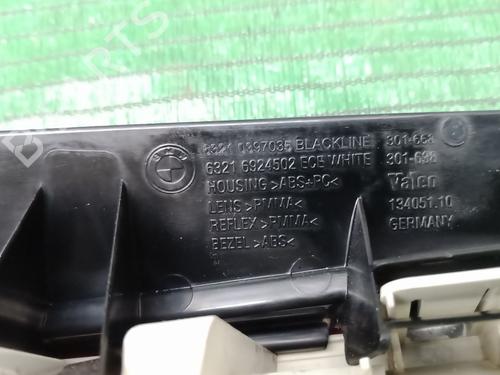 6321 0397035 BLACKLINE 301-658
6321 6924502 ECE WHITE 301-638
HOUSING >ABS+PC< Valeo
LENS >PMMA< 134051.10
REFLEX >PMMA< GERMANY
BEZEL >ABS<